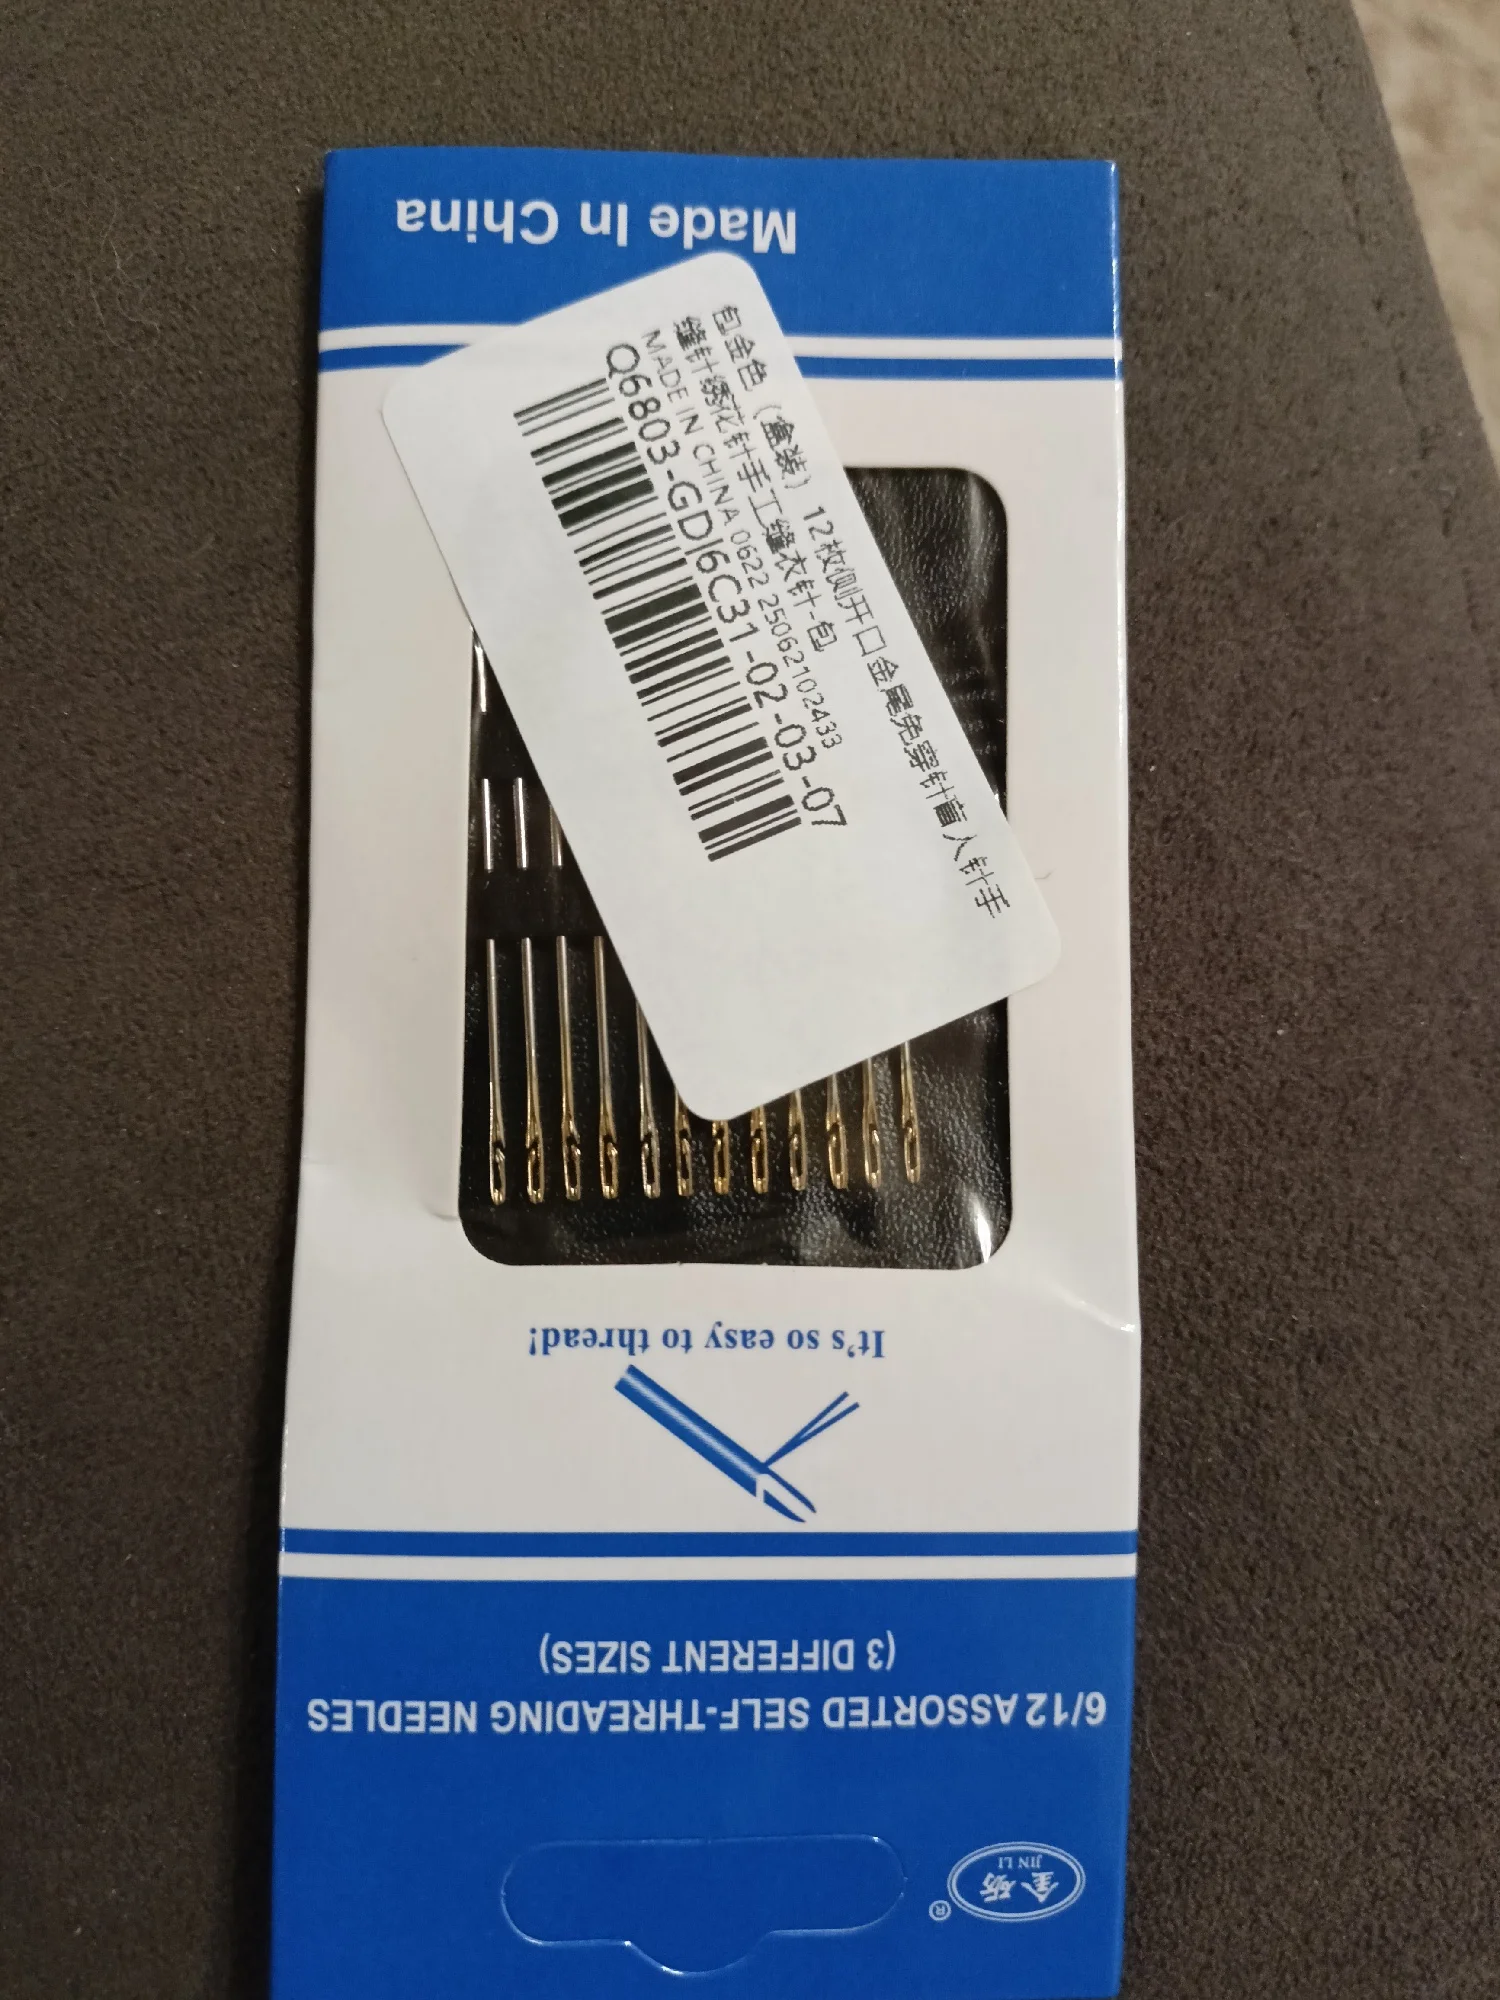 金砺
JIN LI
®
6/12 ASSORTED SELF-THREADING NEEDLES
(3 DIFFERENT SIZES)
It's so easy to thread!
包金色（盒装）12枚侧开口金尾免穿针盲人针手
缝针绣花针手工缝衣针-包
MADE IN CHINA 0622 25062102433
Q6803-GDJ6C31-02-03-07
Made In China